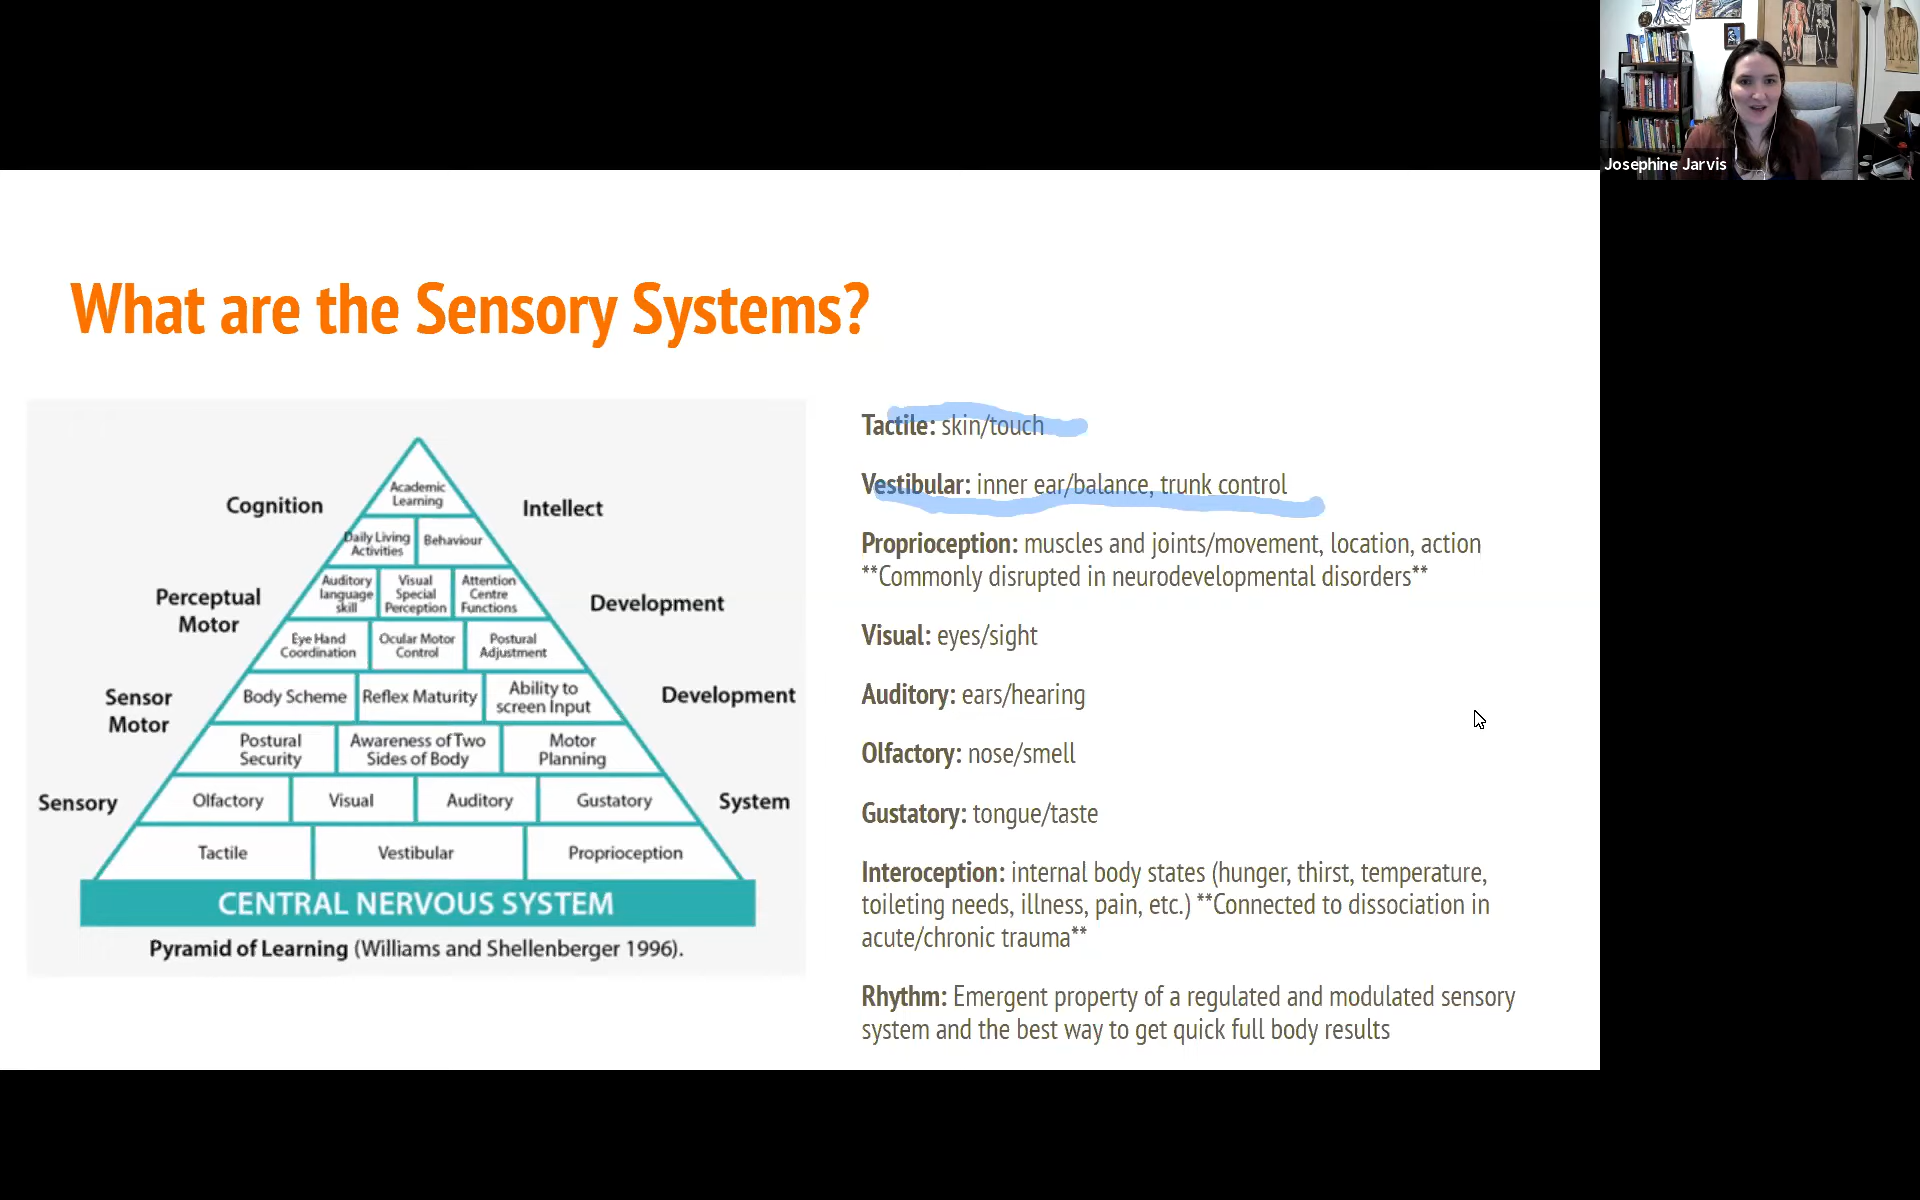 Josephine Jarvis
What are the Sensory Systems?
Cognition
Intellect
Perceptual
Motor
Development
Sensor
Motor
Development
Sensory
System
Academic
Learning
Daily Living
Activities
Behaviour
Auditory
language
skill
Visual
Special
Perception
Attention
Centre
Functions
Eye Hand
Coordination
Ocular Motor
Control
Postural
Adjustment
Body Scheme
Reflex Maturity
Ability to
screen Input
Postural
Security
Awareness of Two
Sides of Body
Motor
Planning
Olfactory
Visual
Auditory
Gustatory
Tactile
Vestibular
Proprioception
CENTRAL NERVOUS SYSTEM
Pyramid of Learning (Williams and Shellenberger 1996).
Tactile: skin/touch
Vestibular: inner ear/balance, trunk control
Proprioception: muscles and joints/movement, location, action
**Commonly disrupted in neurodevelopmental disorders**
Visual: eyes/sight
Auditory: ears/hearing
Olfactory: nose/smell
Gustatory: tongue/taste
Interoception: internal body states (hunger, thirst, temperature,
toileting needs, illness, pain, etc.) **Connected to dissociation in
acute/chronic trauma**
Rhythm: Emergent property of a regulated and modulated sensory
system and the best way to get quick full body results